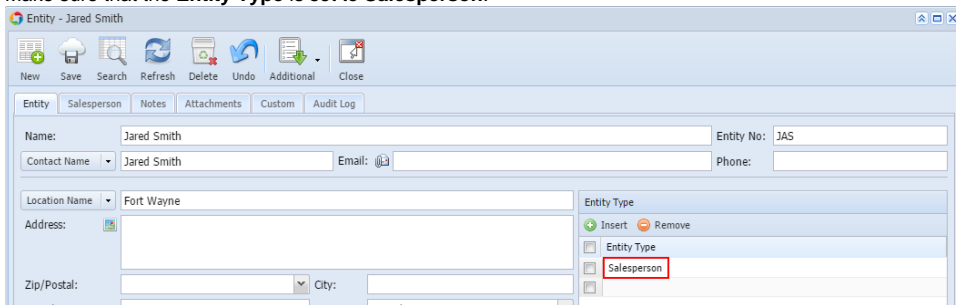 make sure that the Entity Type is set to Salesperson.
Entity - Jared Smith
New Save Search Refresh Delete Undo Additional Close
Entity Salesperson Notes Attachments Custom Audit Log
Name: Jared Smith Entity No: JAS
Contact Name Jared Smith Email: Phone:
Location Name Fort Wayne Entity Type
Address: Insert Remove
Entity Type
Salesperson
Zip/Postal: City: